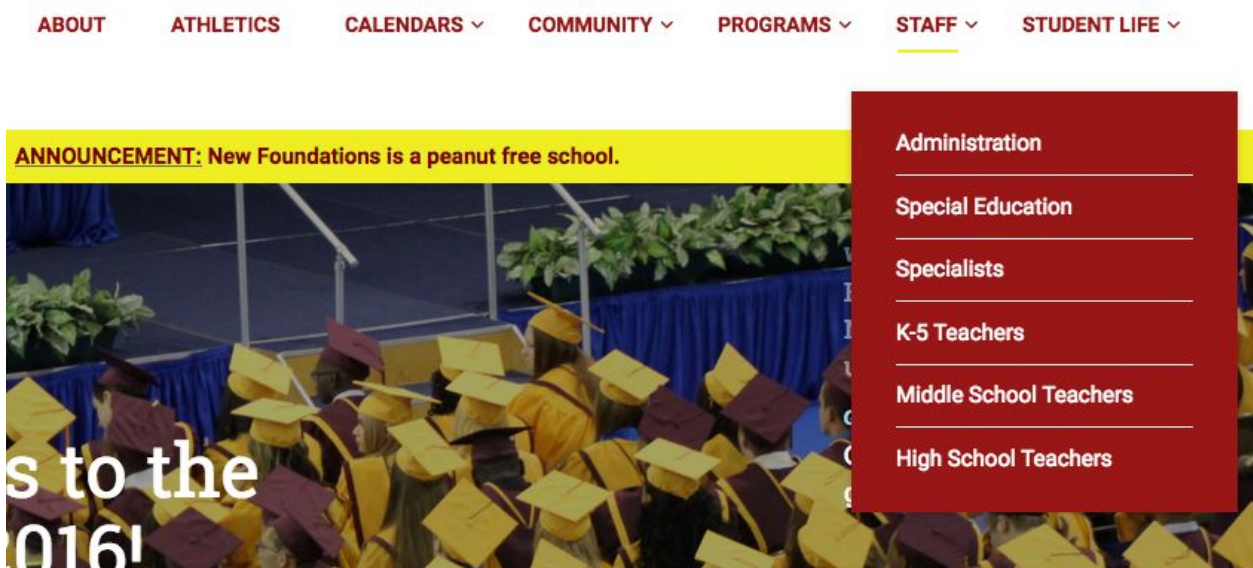 ABOUT ATHLETICS CALENDARS COMMUNITY PROGRAMS STAFF STUDENT LIFE
ANNOUNCEMENT: New Foundations is a peanut free school.
Administration
Special Education
Specialists
K-5 Teachers
Middle School Teachers
High School Teachers
s to the
2016!